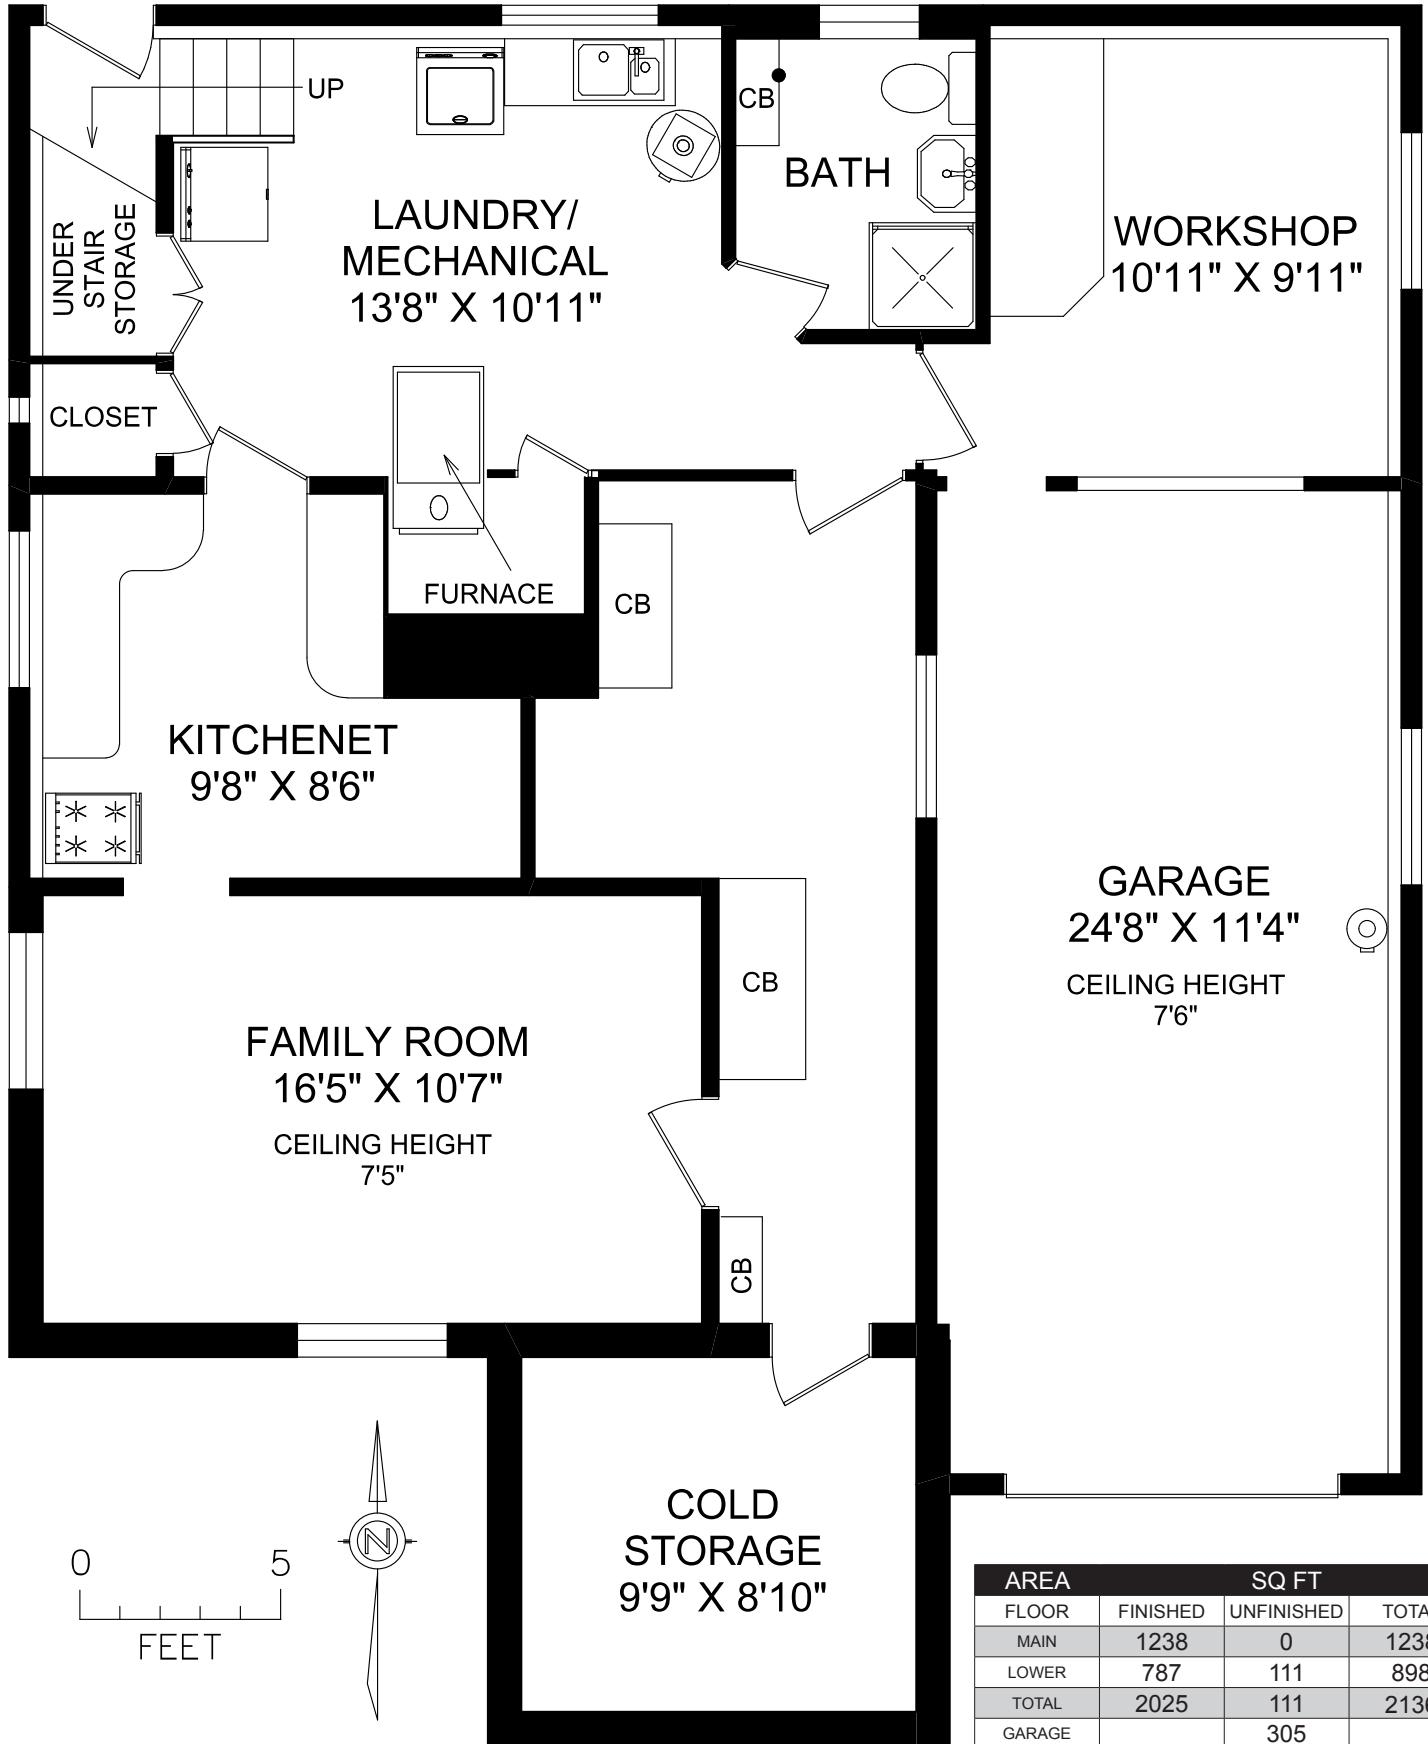 UP
CB
BATH
LAUNDRY/
MECHANICAL
13'8" X 10'11"
UNDER
STAIR
STORAGE
WORKSHOP
10'11" X 9'11"
CLOSET
FURNACE
CB
KITCHENET
9'8" X 8'6"
GARAGE
24'8" X 11'4"
CEILING HEIGHT
7'6"
CB
FAMILY ROOM
16'5" X 10'7"
CEILING HEIGHT
7'5"
CB
COLD
STORAGE
9'9" X 8'10"
N
0 5
FEET
AREA SQ FT
FLOOR FINISHED UNFINISHED
MAIN 1238 0 1238
LOWER 787 111 898
TOTAL 2025 111
GARAGE 305